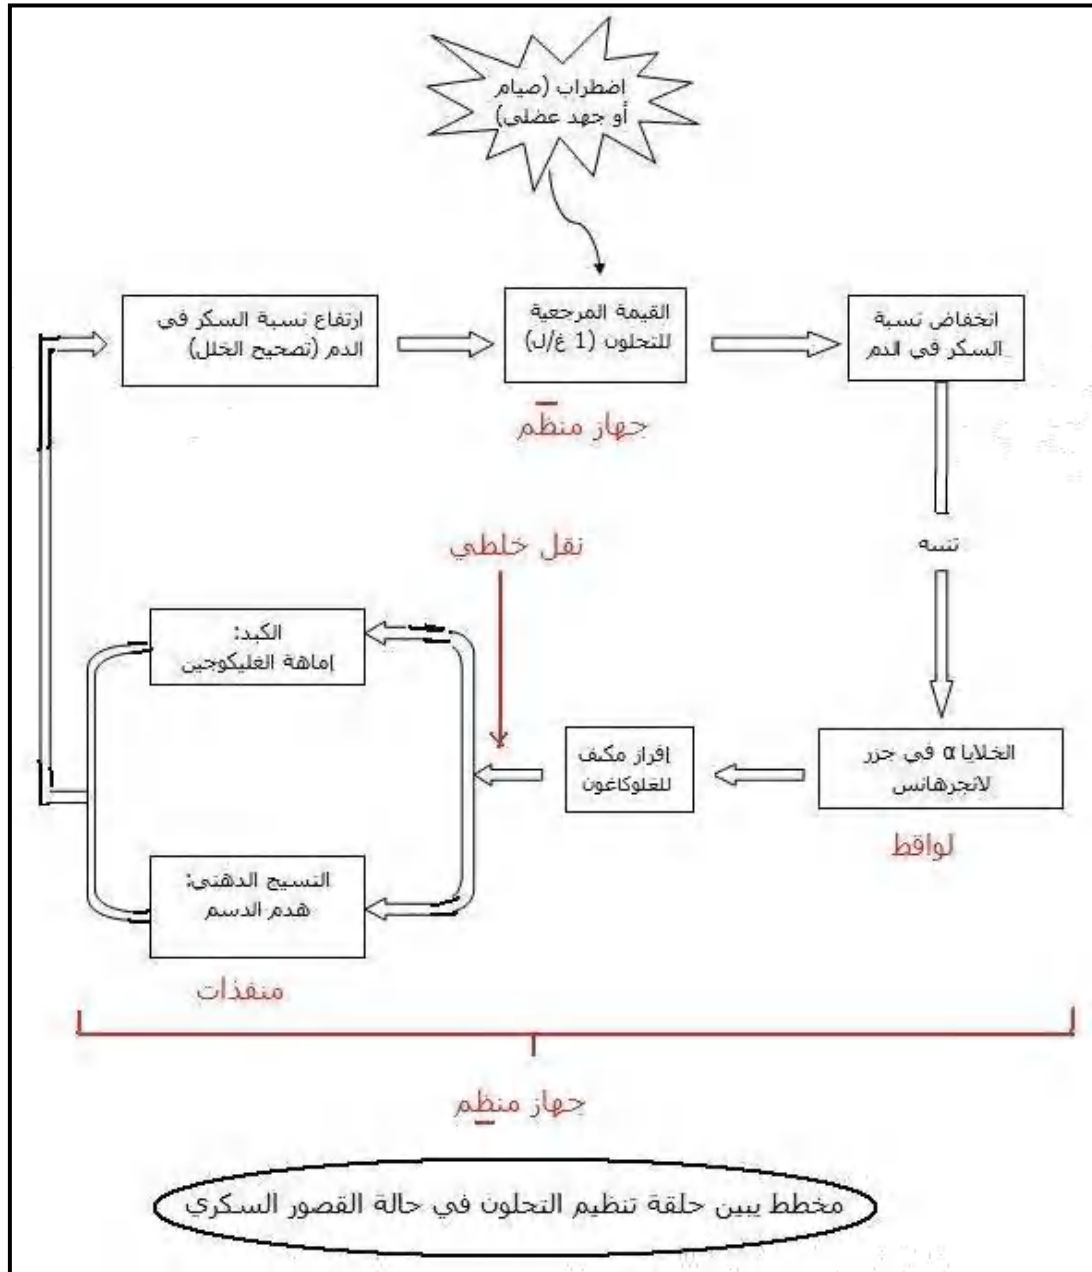 اضطراب (صيام
أو جهد عضلي)
ارتفاع نسبة السكر في
الدم (تصحيح الخلل)
القيمة المرجعية
للتحلون (1 غ/ل)
انخفاض نسبة
السكر في الدم
جهاز منظَم
نقل خلطي
تنبه
الكبد:
إماهة الغليكوجين
إفراز مكثف
للغلوكاغون
الخلايا α في جزر
لانجرهانس
لواقط
النسيج الدهني:
هدم الدسم
منفذات
جهاز منظِم
مخطط يبين حلقة تنظيم التحلون في حالة القصور السكري